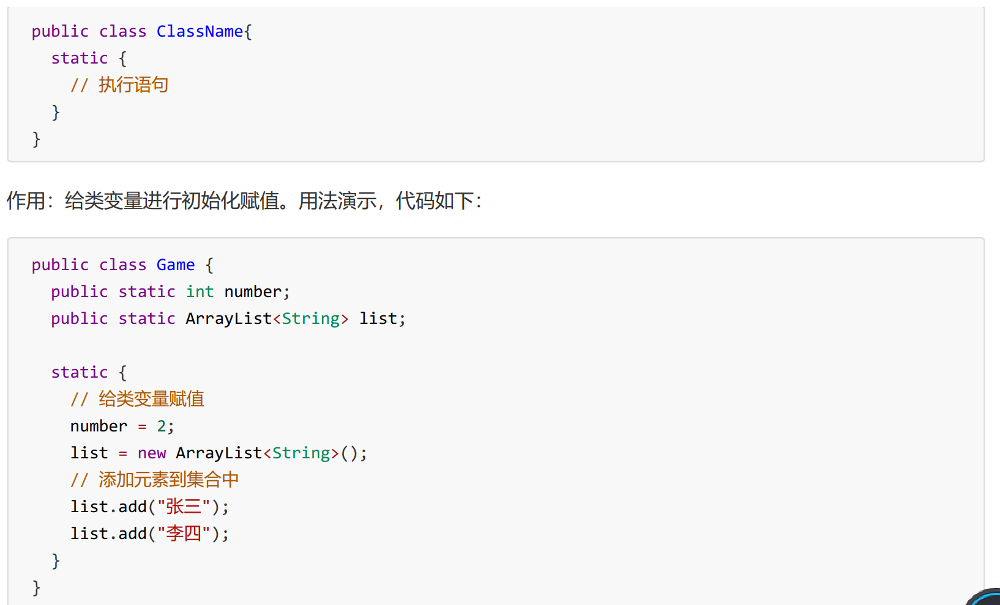 public class ClassName{
  static {
    // 执行语句
  }
}
作用：给类变量进行初始化赋值。用法演示，代码如下：
public class Game {
  public static int number;
  public static ArrayList<String> list;

  static {
    // 给类变量赋值
    number = 2;
    list = new ArrayList<String>();
    // 添加元素到集合中
    list.add("张三");
    list.add("李四");
  }
}